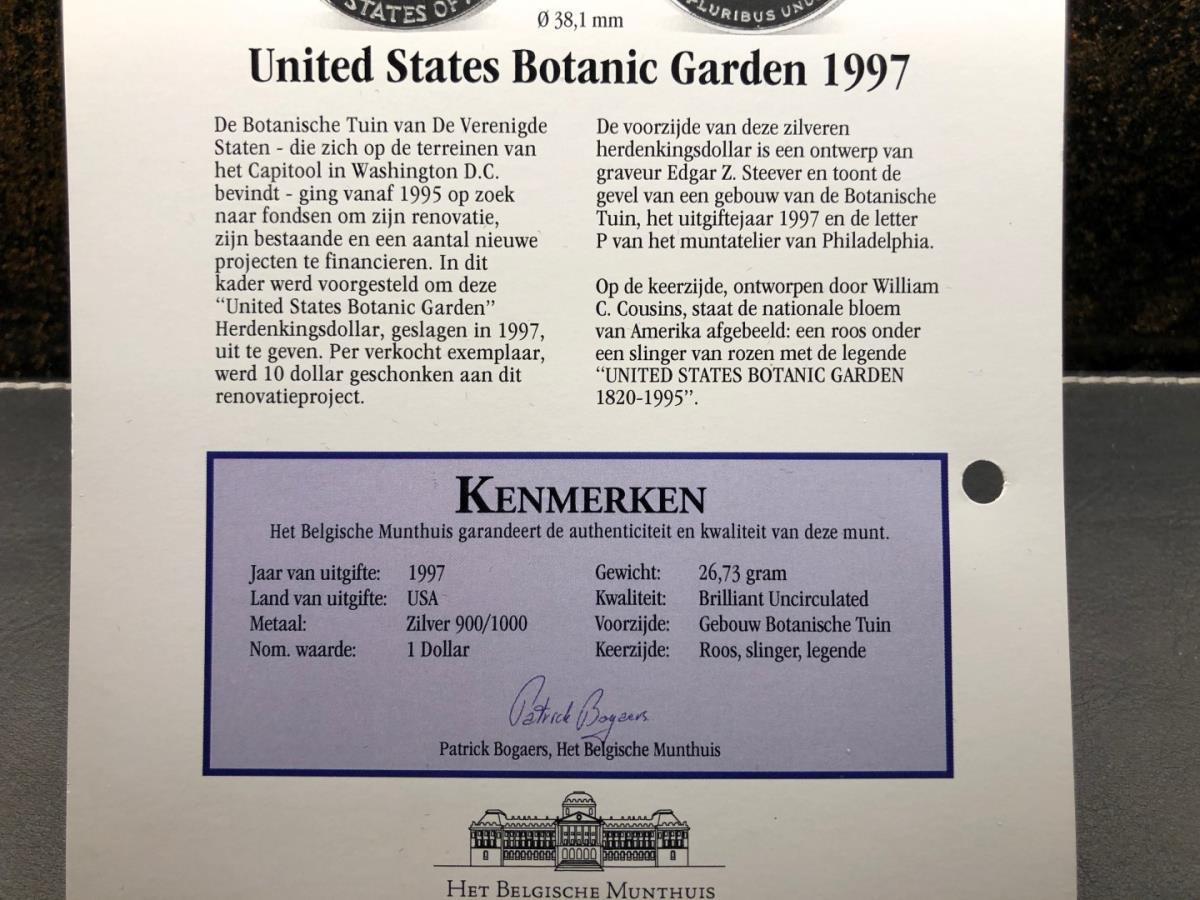 STATES OF
PLURIBUS UNU
Ø 38,1 mm
United States Botanic Garden 1997
De Botanische Tuin van De Verenigde
Staten - die zich op de terreinen van
het Capitool in Washington D.C.
bevindt - ging vanaf 1995 op zoek
naar fondsen om zijn renovatie,
zijn bestaande en een aantal nieuwe
projecten te financieren. In dit
kader werd voorgesteld om deze
“United States Botanic Garden”
Herdenkingsdollar, geslagen in 1997,
uit te geven. Per verkocht exemplaar,
werd 10 dollar geschonken aan dit
renovatieproject.
De voorzijde van deze zilveren
herdenkingsdollar is een ontwerp van
graveur Edgar Z. Steever en toont de
gevel van een gebouw van de Botanische
Tuin, het uitgiftejaar 1997 en de letter
P van het muntatelier van Philadelphia.
Op de keerzijde, ontworpen door William
C. Cousins, staat de nationale bloem
van Amerika afgebeeld: een roos onder
een slinger van rozen met de legende
“UNITED STATES BOTANIC GARDEN
1820-1995”.
KENMERKEN
Het Belgische Munthuis garandeert de authenticiteit en kwaliteit van deze munt.
Jaar van uitgifte: 1997
Land van uitgifte: USA
Metaal: Zilver 900/1000
Nom. waarde: 1 Dollar
Gewicht: 26,73 gram
Kwaliteit: Brilliant Uncirculated
Voorzijde: Gebouw Botanische Tuin
Keerzijde: Roos, slinger, legende
Patrick Bogaers
Patrick Bogaers, Het Belgische Munthuis
HET BELGISCHE MUNTHUIS